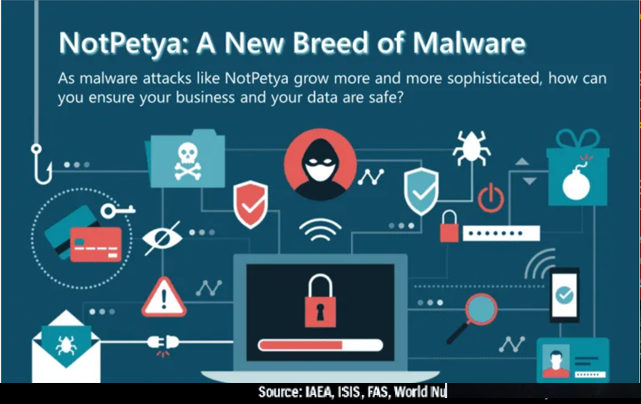 NotPetya: A New Breed of Malware
As malware attacks like NotPetya grow more and more sophisticated, how can
you ensure your business and your data are safe?
Source: IAEA, ISIS, FAS, World Nu